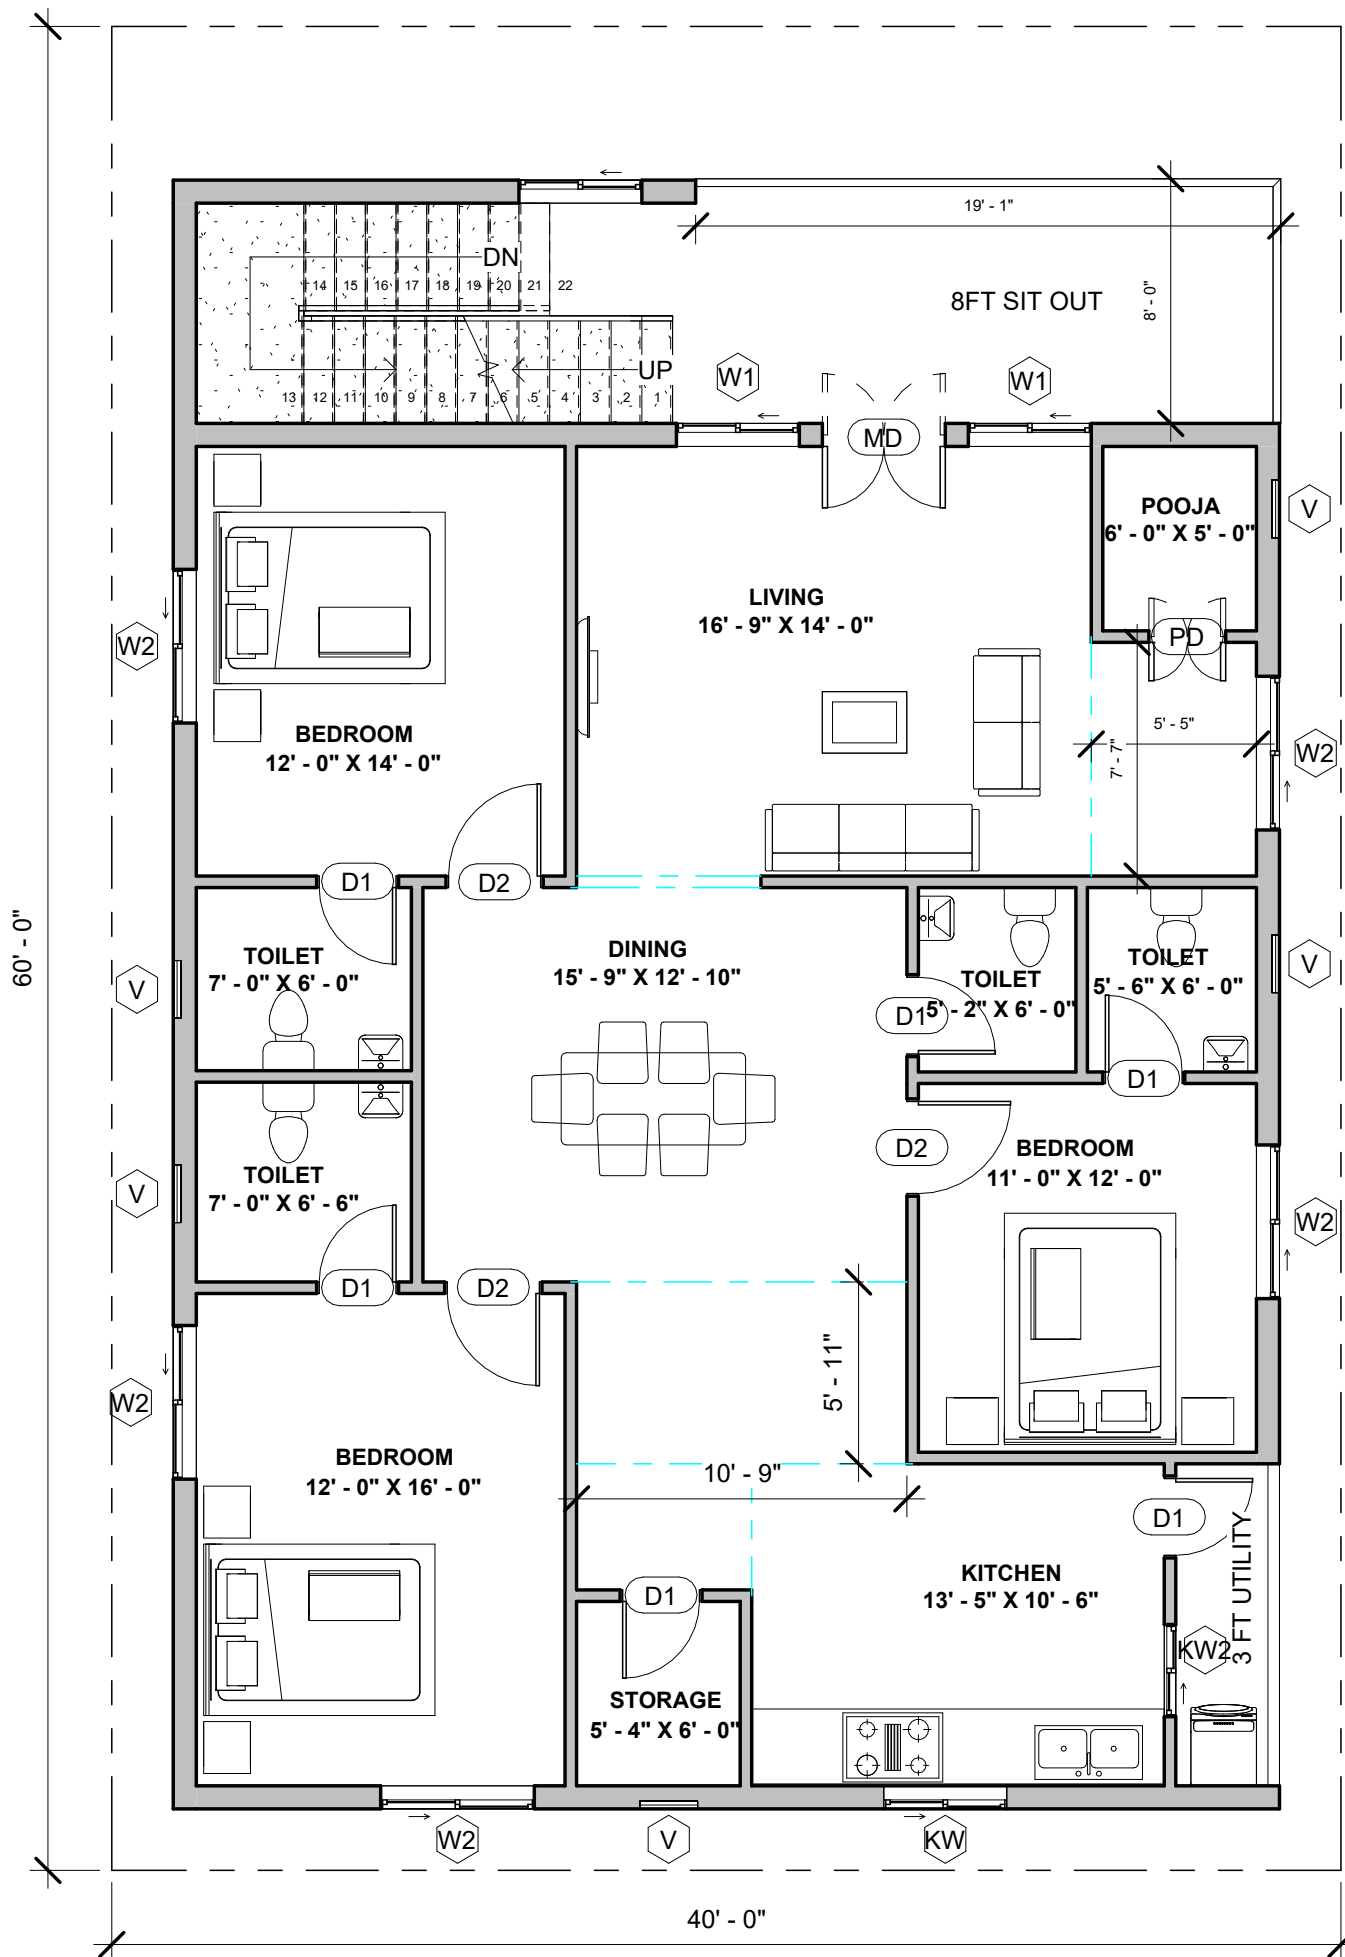 19' - 1"
DN
14 15 16 17 18 19 20 21 22
8FT SIT OUT
8' - 0"
UP
13 12 11 10 9 8 7 6 5 4 3 2 1
W1
W1
MD
POOJA
6' - 0" X 5' - 0"
V
LIVING
16' - 9" X 14' - 0"
PD
W2
BEDROOM
12' - 0" X 14' - 0"
5' - 5"
7' - 7"
W2
D1
D2
60' - 0"
TOILET
7' - 0" X 6' - 0"
V
DINING
15' - 9" X 12' - 10"
TOILET
5' - 2" X 6' - 0"
D1
TOILET
5' - 6" X 6' - 0"
V
D1
TOILET
7' - 0" X 6' - 6"
V
D2
BEDROOM
11' - 0" X 12' - 0"
W2
D1
D2
5' - 11"
W2
BEDROOM
12' - 0" X 16' - 0"
10' - 9"
D1
3 FT UTILITY
KITCHEN
13' - 5" X 10' - 6"
D1
KW2
STORAGE
5' - 4" X 6' - 0"
W2
V
KW
40' - 0"